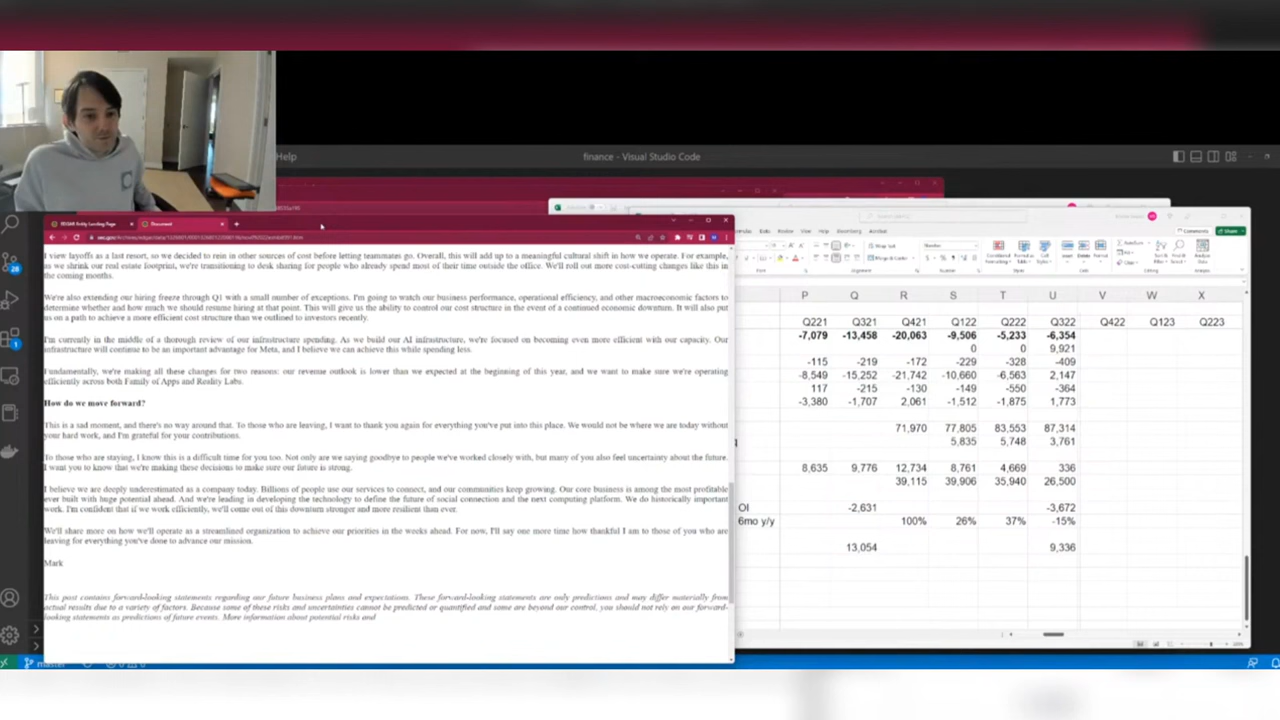 Help
finance - Visual Studio Code
EDGAR Entity Landing Page
Document
I view layoffs as a last resort, so we decided to rein in other sources of cost before letting teammates go. Overall, this will add up to a meaningful cultural shift in how we operate. For example,
as we shrink our real estate footprint, we're transitioning to desk sharing for people who already spend most of their time outside the office. We'll roll out more cost-cutting changes like this in
the coming months.
We're also extending our hiring freeze through Q1 with a small number of exceptions. I'm going to watch our business performance, operational efficiency, and other macroeconomic factors to
determine whether and how much we should resume hiring at that point. This will give us the ability to control our cost structure in the event of a continued economic downturn. It will also put
us on a path to achieve a more efficient cost structure than we outlined to investors recently.
I'm currently in the middle of a thorough review of our infrastructure spending. As we build our AI infrastructure, we're focused on becoming even more efficient with our capacity. Our
infrastructure will continue to be an important advantage for Meta, and I believe we can achieve this while spending less.
Fundamentally, we're making all these changes for two reasons: our revenue outlook is lower than we expected at the beginning of this year, and we want to make sure we're operating
efficiently across both Family of Apps and Reality Labs.
How do we move forward?
This is a sad moment, and there's no way around that. To those who are leaving, I want to thank you again for everything you've put into this place. We would not be where we are today without
your hard work, and I'm grateful for your contributions.
To those who are staying, I know this is a difficult time for you too. Not only are we saying goodbye to people we've worked closely with, but many of you also feel uncertainty about the future.
I want you to know that we're making these decisions to make sure our future is strong.
I believe we are deeply underestimated as a company today. Billions of people use our services to connect, and our communities keep growing. Our core business is among the most profitable
ever built with huge potential ahead. And we're leading in developing the technology to define the future of social connection and the next computing platform. We do historically important
work. I'm confident that if we work efficiently, we'll come out of this downturn stronger and more resilient than ever.
We'll share more on how we'll operate as a streamlined organization to achieve our priorities in the weeks ahead. For now, I'll say one more time how thankful I am to those of you who are
leaving for everything you've done to advance our mission.
Mark
This post contains forward-looking statements regarding our future business plans and expectations. These forward-looking statements are only predictions and may differ materially from
actual results due to a variety of factors. Because some of these risks and uncertainties cannot be predicted or quantified and some are beyond our control, you should not rely on our forward-
looking statements as predictions of future events. More information about potential risks and
P Q R S T U V W X
Q221 Q321 Q421 Q122 Q222 Q322 Q422 Q123 Q223
-7,079 -13,458 -20,063 -9,506 -5,233 -6,354
0 0 9,921
-115 -219 -172 -229 -328 -409
-8,549 -15,252 -21,742 -10,660 -6,563 2,147
117 -215 -130 -149 -550 -364
-3,380 -1,707 2,061 -1,512 -1,875 1,773
71,970 77,805 83,553 87,314
5,835 5,748 3,761
8,635 9,776 12,734 8,761 4,669 336
39,115 39,906 35,940 26,500
OI -2,631 -3,672
6mo y/y 100% 26% 37% -15%
13,054 9,336
28
1